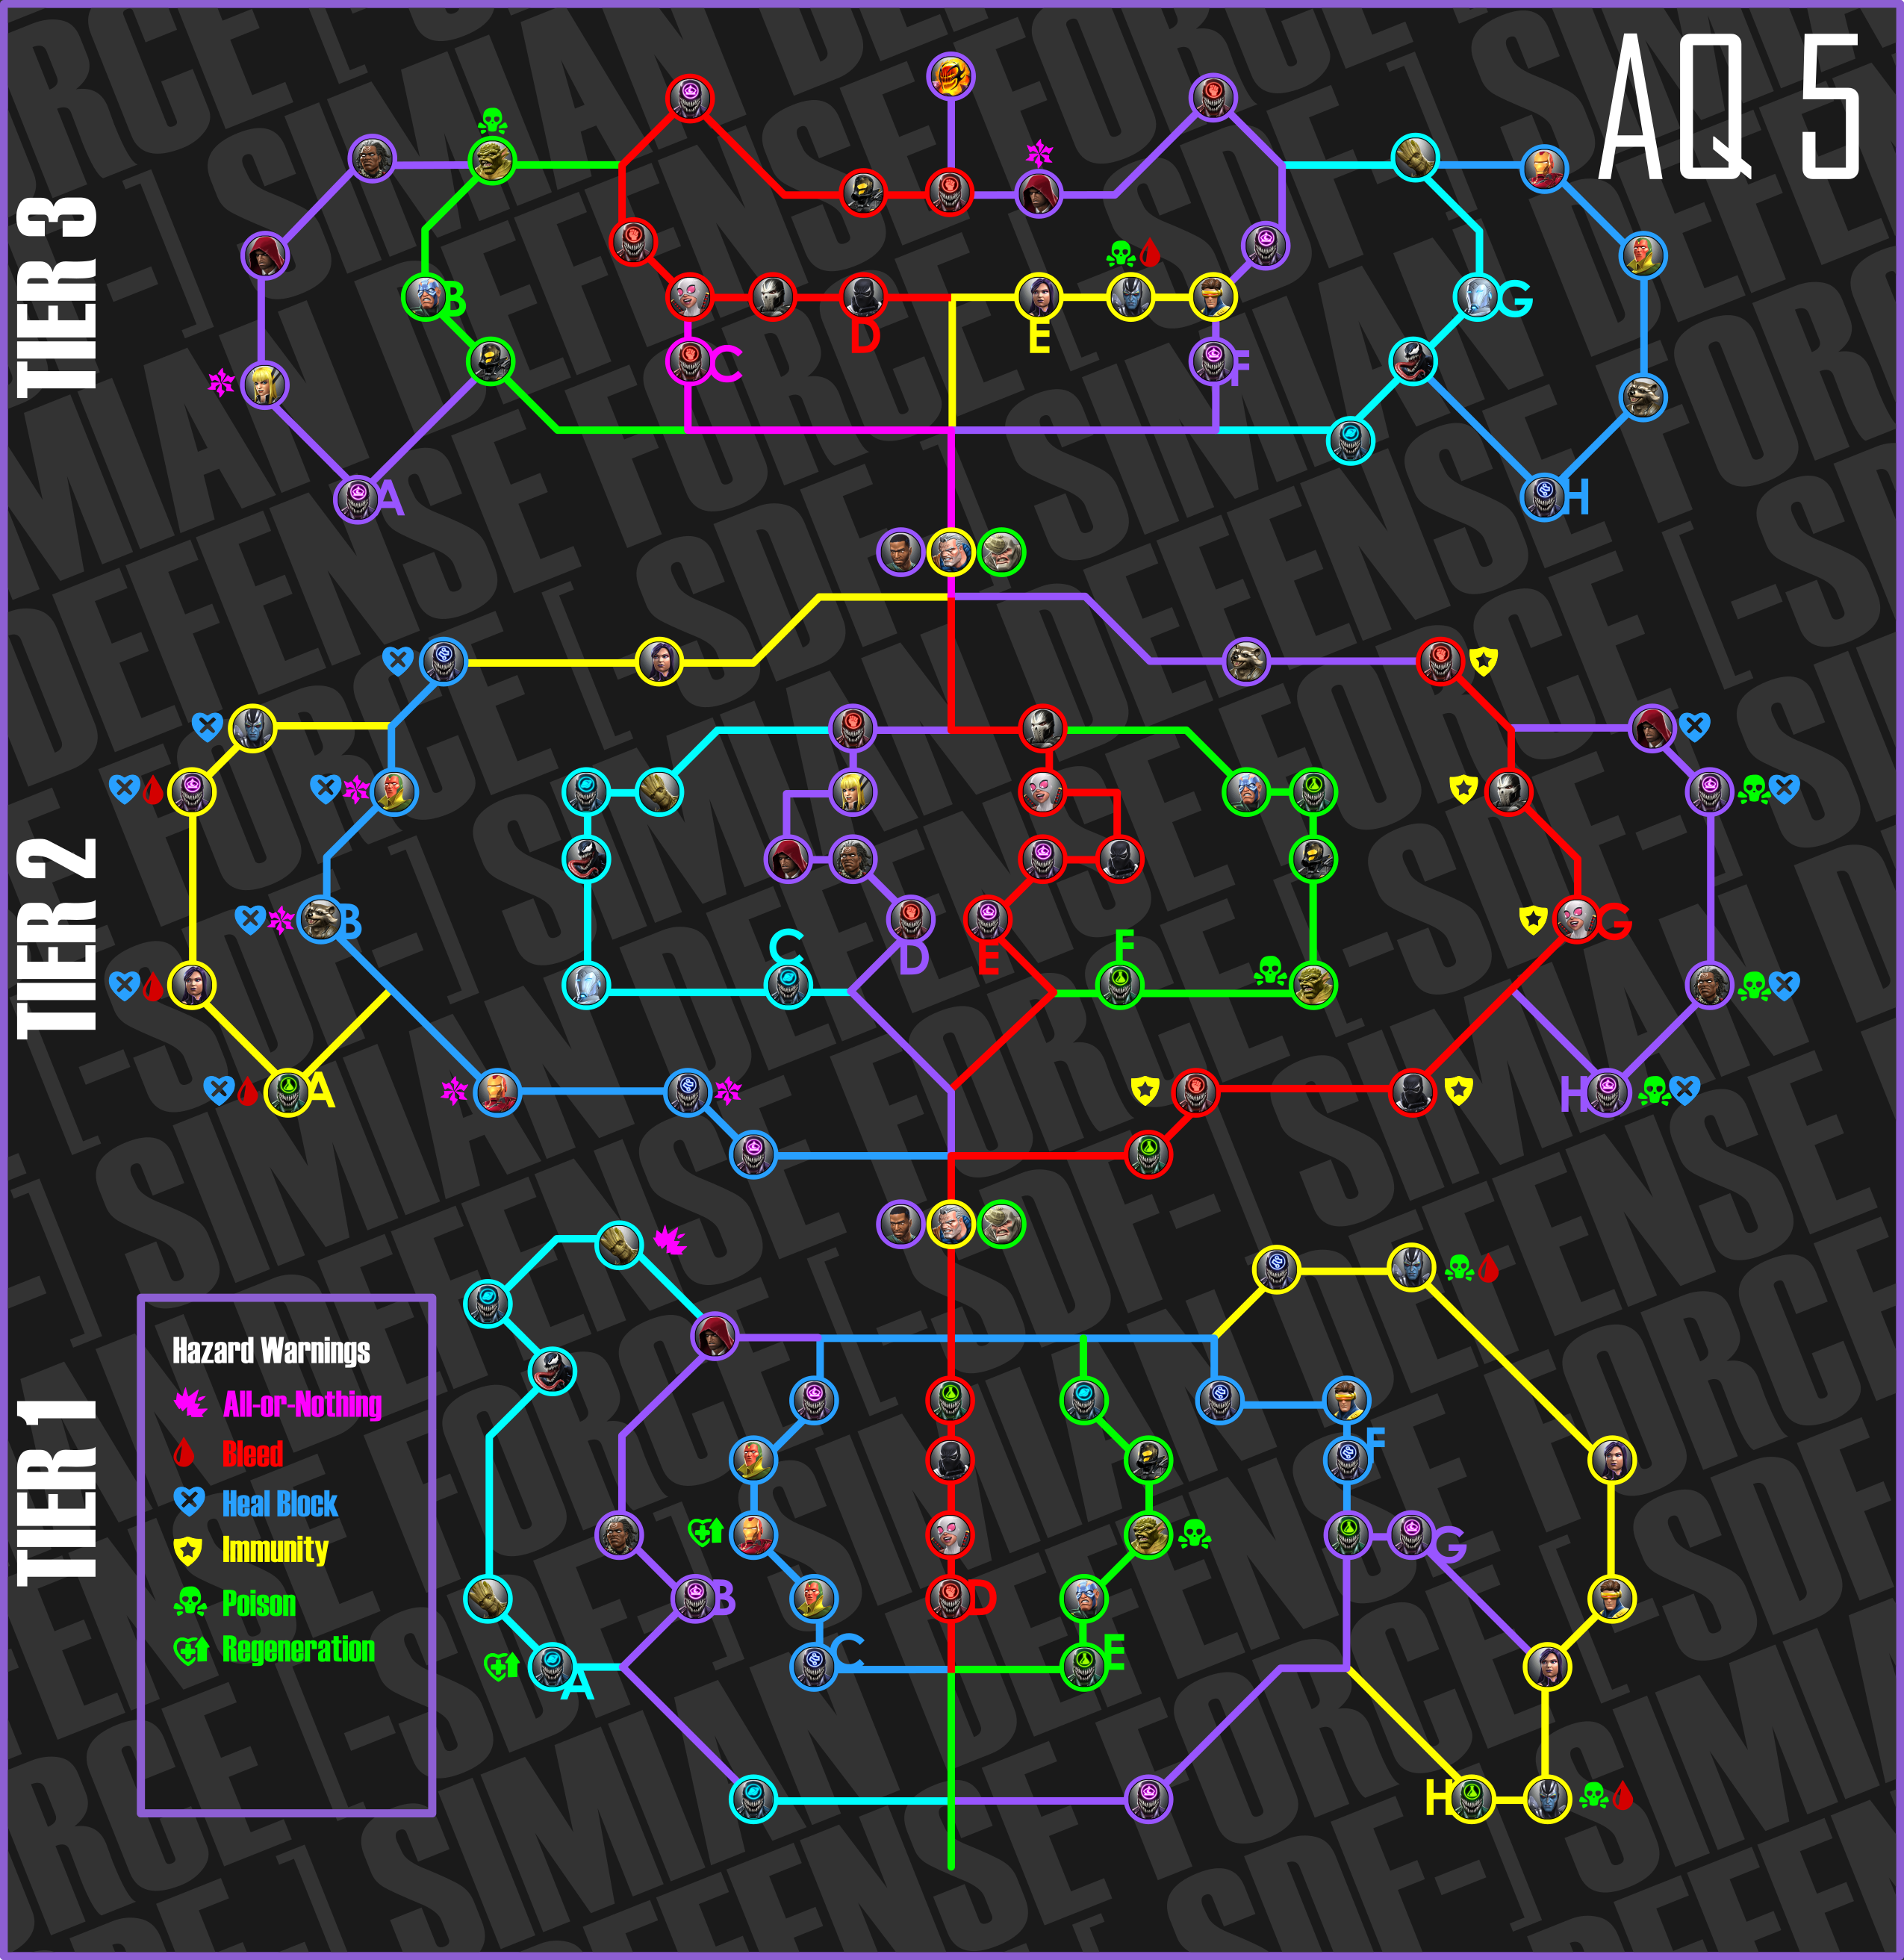 AQ 5
TIER 3
B
G
D
E
C
F
A
H
TIER 2
B
G
C
F
D
E
A
H
TIER 1
Hazard Warnings
All-or-Nothing
Bleed
Heal Block
Immunity
Poison
Regeneration
F
G
B
D
C
E
A
H